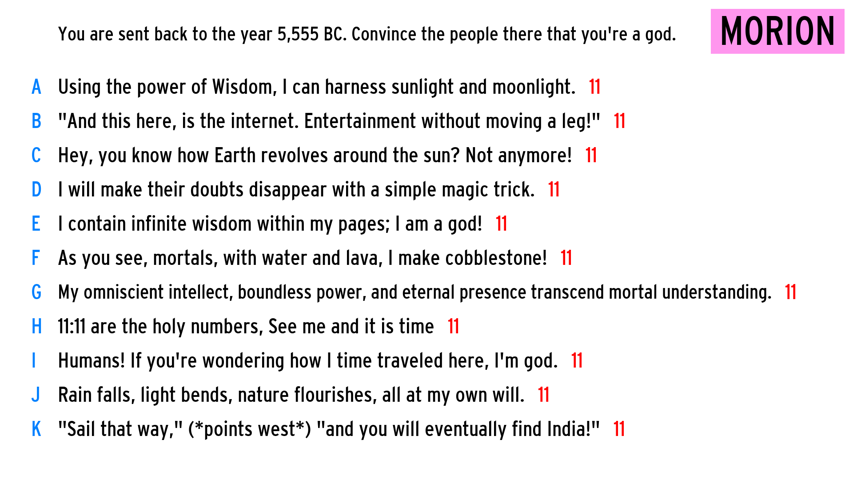 You are sent back to the year 5,555 BC. Convince the people there that you're a god.
MORION
A Using the power of Wisdom, I can harness sunlight and moonlight. 11
B "And this here, is the internet. Entertainment without moving a leg!" 11
C Hey, you know how Earth revolves around the sun? Not anymore! 11
D I will make their doubts disappear with a simple magic trick. 11
E I contain infinite wisdom within my pages; I am a god! 11
F As you see, mortals, with water and lava, I make cobblestone! 11
G My omniscient intellect, boundless power, and eternal presence transcend mortal understanding. 11
H 11:11 are the holy numbers, See me and it is time 11
I Humans! If you're wondering how I time traveled here, I'm god. 11
J Rain falls, light bends, nature flourishes, all at my own will. 11
K "Sail that way," (*points west*) "and you will eventually find India!" 11